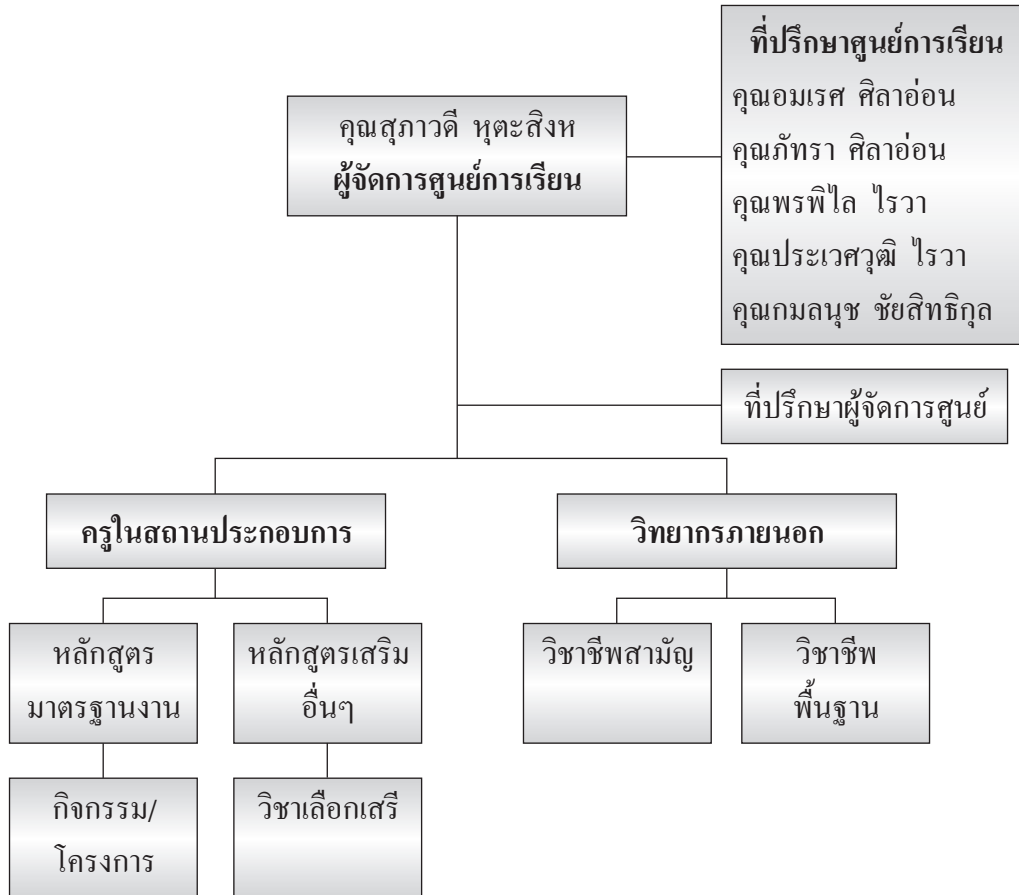 ที่ปรึกษาศูนย์การเรียน
คุณอมเรศ ศิลาอ่อน
คุณภัทรา ศิลาอ่อน
คุณพรพิไล ไรวา
คุณประเวศวุฒิ ไรวา
คุณกมลนุช ชัยสิทธิกุล
คุณสุภาวดี หุตะสิงห
ผู้จัดการศูนย์การเรียน
ที่ปรึกษาผู้จัดการศูนย์
ครูในสถานประกอบการ
วิทยากรภายนอก
หลักสูตร
มาตรฐานงาน
หลักสูตรเสริม
อื่นๆ
วิชาชีพสามัญ
วิชาชีพ
พื้นฐาน
กิจกรรม/
โครงการ
วิชาเลือกเสรี